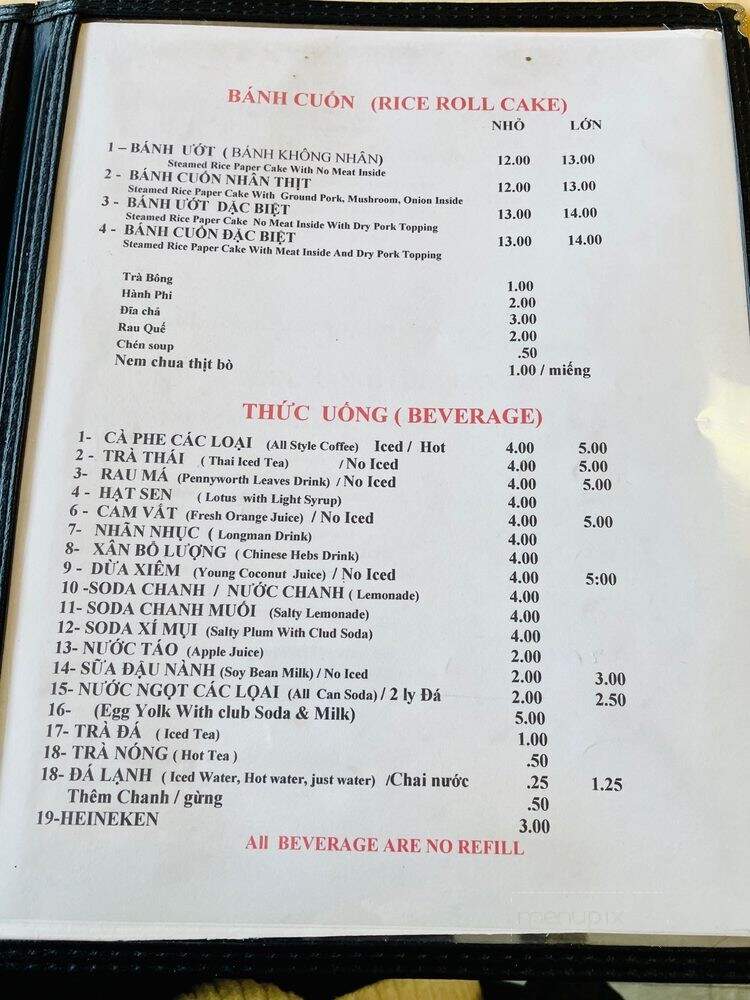 BÁNH CUỐN (RICE ROLL CAKE)
NHỎ LỚN
1 – BÁNH ƯỚT ( BÁNH KHÔNG NHÂN) 12.00 13.00
Steamed Rice Paper Cake With No Meat Inside
2 - BÁNH CUỐN NHÂN THỊT 12.00 13.00
Steamed Rice Paper Cake With Ground Pork, Mushroom, Onion Inside
3 - BÁNH ƯỚT DẶC BIỆT 13.00 14.00
Steamed Rice Paper Cake No Meat Inside With Dry Pork Topping
4 - BÁNH CUỐN ĐẶC BIỆT 13.00 14.00
Steamed Rice Paper Cake With Meat Inside And Dry Pork Topping
Trà Bông 1.00
Hành Phi 2.00
Đĩa chá 3.00
Rau Quế 2.00
Chén soup .50
Nem chua thịt bò 1.00 / miếng
THỨC UỐNG ( BEVERAGE)
1- CÀ PHE CÁC LOẠI (All Style Coffee) Iced / Hot 4.00 5.00
2 - TRÀ THÁI ( Thai Iced Tea) / No Iced 4.00 5.00
3- RAU MÁ (Pennyworth Leaves Drink) / No Iced 4.00 5.00
4 - HẠT SEN ( Lotus with Light Syrup) 4.00
6 - CAM VẮT (Fresh Orange Juice) / No Iced 4.00 5.00
7- NHÃN NHỤC ( Longman Drink) 4.00
8- XÂN BỔ LƯỢNG ( Chinese Hebs Drink) 4.00
9 - DỪA XIÊM (Young Coconut Juice) / No Iced 4.00 5:00
10 -SODA CHANH / NƯỚC CHANH ( Lemonade) 4.00
11- SODA CHANH MUỐI (Salty Lemonade) 4.00
12- SODA XÍ MỤI (Salty Plum With Clud Soda) 4.00
13- NƯỚC TÁO (Apple Juice) 2.00
14- SỮA ĐẬU NÀNH (Soy Bean Milk) / No Iced 2.00 3.00
15- NƯỚC NGỌT CÁC LỌAI (All Can Soda) / 2 ly Đá 2.00 2.50
16- (Egg Yolk With club Soda & Milk) 5.00
17- TRÀ ĐÁ ( Iced Tea) 1.00
18- TRÀ NÓNG ( Hot Tea ) .50
18- ĐÁ LẠNH ( Iced Water, Hot water, just water) /Chai nước .25 1.25
Thêm Chanh / gừng .50
19-HEINEKEN 3.00
All BEVERAGE ARE NO REFILL
menupix